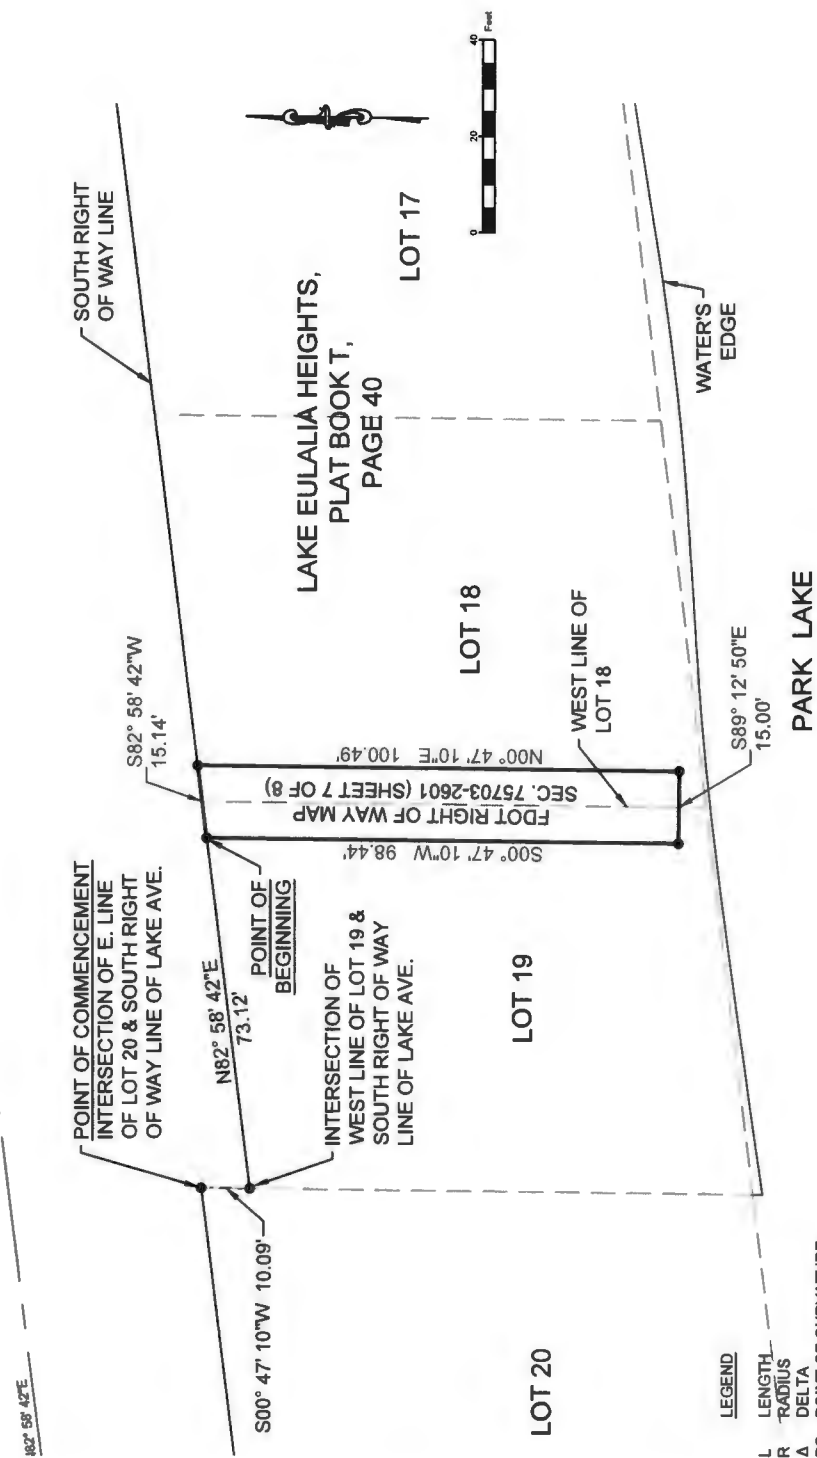 N82° 58' 42"E
POINT OF COMMENCEMENT
INTERSECTION OF E. LINE
OF LOT 20 & SOUTH RIGHT
OF WAY LINE OF LAKE AVE.
S82° 58' 42"W
15.14'
SOUTH RIGHT
OF WAY LINE
N82° 58' 42"E
73.12'
POINT OF
BEGINNING
S00° 47' 10"W 10.09'
INTERSECTION OF
WEST LINE OF LOT 19 &
SOUTH RIGHT OF WAY
LINE OF LAKE AVE.
S00° 47' 10"W 98.44'
FDOT RIGHT OF WAY MAP
SEC. 75703-2601 (SHEET 7 OF 8)
N00° 47' 10"E 100.49'
LAKE EULALIA HEIGHTS,
PLAT BOOK T,
PAGE 40
LOT 17
LOT 18
LOT 19
LOT 20
WEST LINE OF
LOT 18
0 20 40
Feet
WATER'S
EDGE
S89° 12' 50"E
15.00'
PARK LAKE
LEGEND
L LENGTH
R RADIUS
Δ DELTA